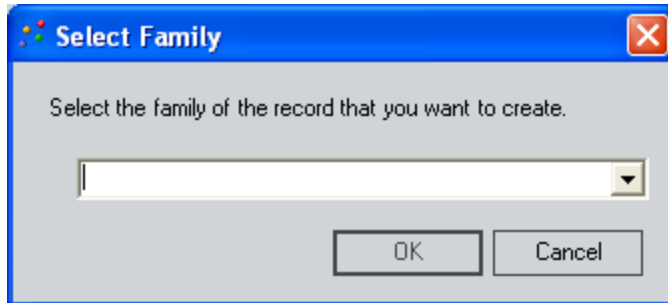 Select Family
Select the family of the record that you want to create.
OK
Cancel